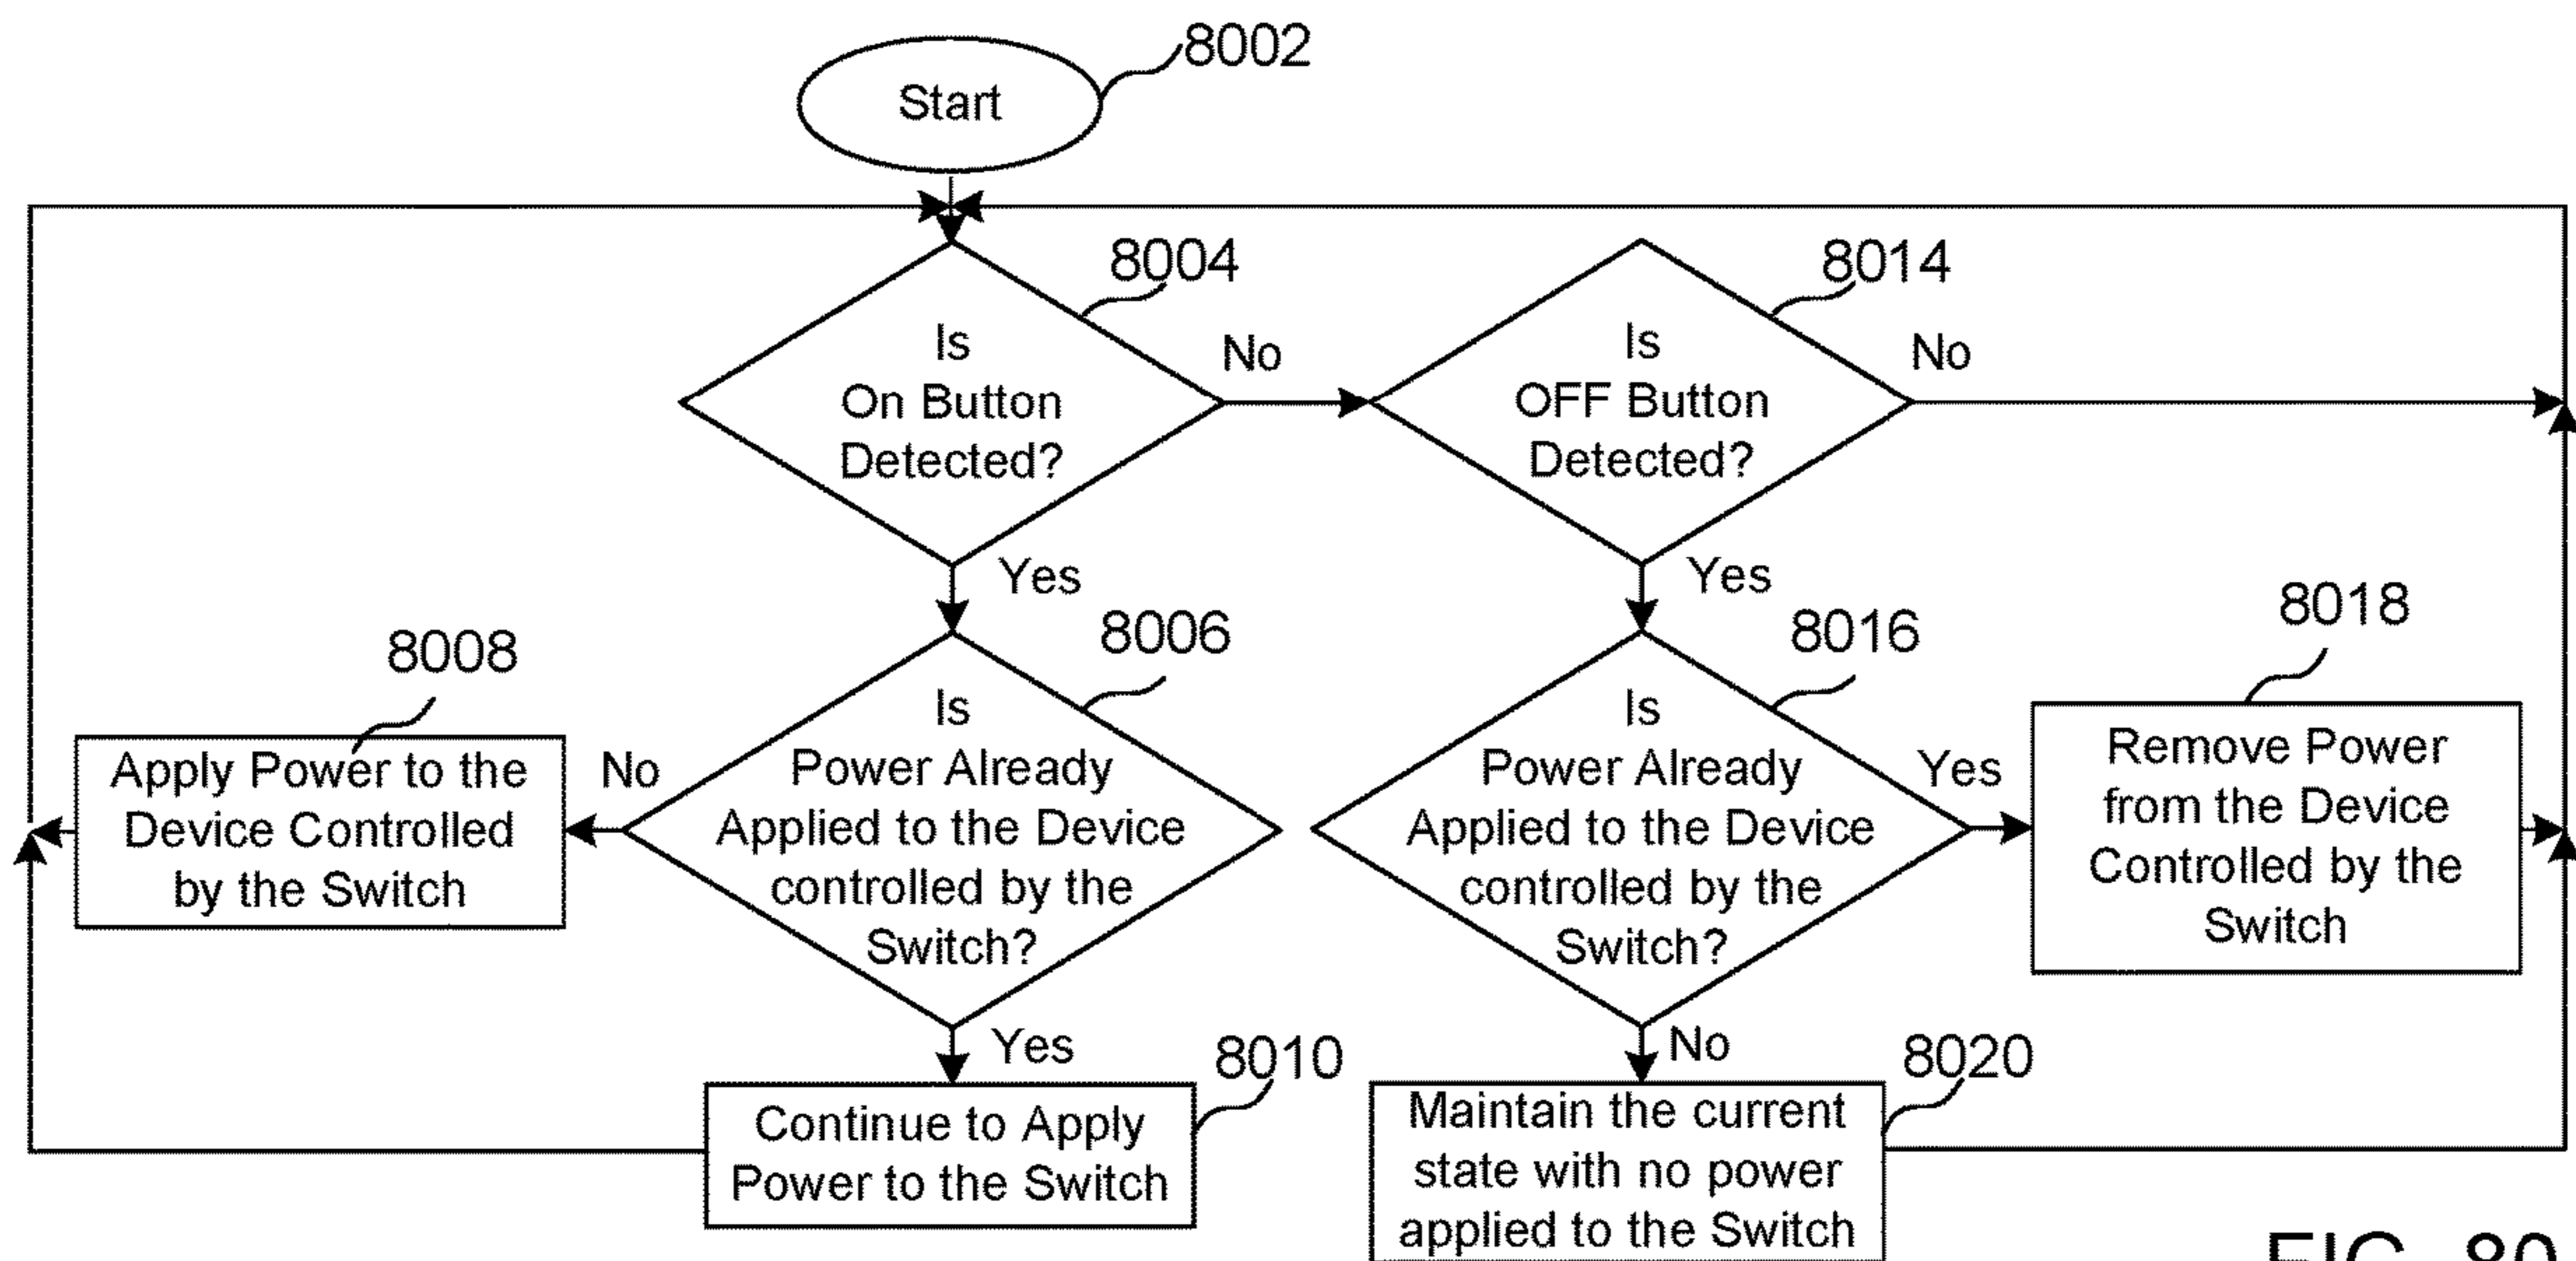 Start
8002
8004
Is
On Button
Detected?
No
8014
Is
OFF Button
Detected?
No
Yes
Yes
8008
Apply Power to the
Device Controlled
by the Switch
No
8006
Is
Power Already
Applied to the Device
controlled by the
Switch?
8016
Is
Power Already
Applied to the Device
controlled by the
Switch?
Yes
8018
Remove Power
from the Device
Controlled by the
Switch
Yes
8010
Continue to Apply
Power to the Switch
No
8020
Maintain the current
state with no power
applied to the Switch
FIG. 80